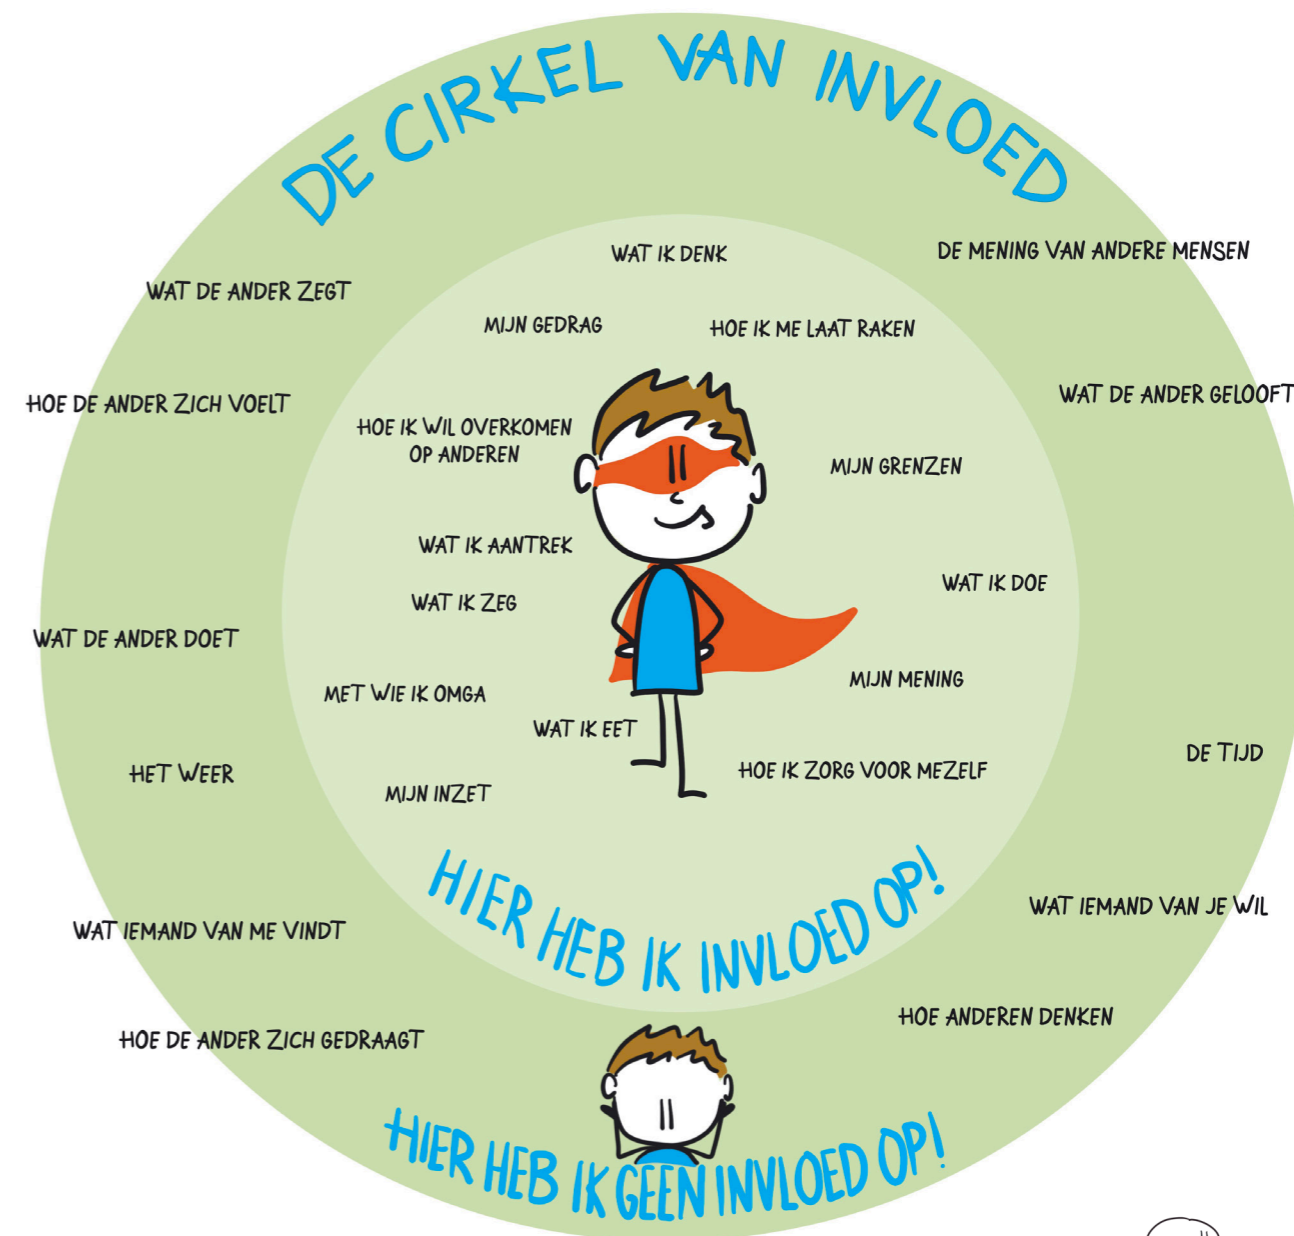 DE CIRKEL VAN INVLOED
WAT IK DENK
DE MENING VAN ANDERE MENSEN
WAT DE ANDER ZEGT
MIJN GEDRAG
HOE IK ME LAAT RAKEN
HOE DE ANDER ZICH VOELT
WAT DE ANDER GELOOFT
HOE IK WIL OVERKOMEN
OP ANDEREN
MIJN GRENZEN
WAT IK AANTREK
WAT IK DOE
WAT IK ZEG
WAT DE ANDER DOET
MIJN MENING
MET WIE IK OMGA
WAT IK EET
DE TIJD
HET WEER
HOE IK ZORG VOOR MEZELF
MIJN INZET
HIER HEB IK INVLOED OP!
WAT IEMAND VAN ME VINDT
WAT IEMAND VAN JE WIL
HOE ANDEREN DENKEN
HOE DE ANDER ZICH GEDRAAGT
HIER HEB IK GEEN INVLOED OP!